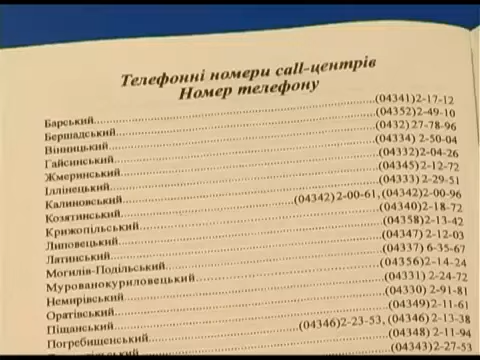 Телефонні номери call-центрів
Номер телефону
Барський.....(04341)2-17-12
Бершадський.....(04352)2-49-10
Вінницький.....(0432) 27-78-96
Гайсинський.....(04334) 2-50-04
Жмеринський.....(04332)2-04-26
Іллінецький.....(04345)2-12-72
Калиновський.....(04333) 2-29-51
Козятинський.....(04342) 2-00-61, (04342)2-00-96
Крижопільський.....(04340)2-18-72
Липовецький.....(04358)2-13-42
Латинський.....(04347) 2-12-03
Могилів-Подільський.....(04337) 6-35-67
Мурованокуриловецький.....(04356)2-14-24
Немирівський.....(04331) 2-24-72
Оратівський.....(04330) 2-91-81
Піщанський.....(04349)2-11-61
Погребищенський.....(04346)2-23-53, (04346) 2-13-38
(04348) 2-11-94
(04343)2-27-53